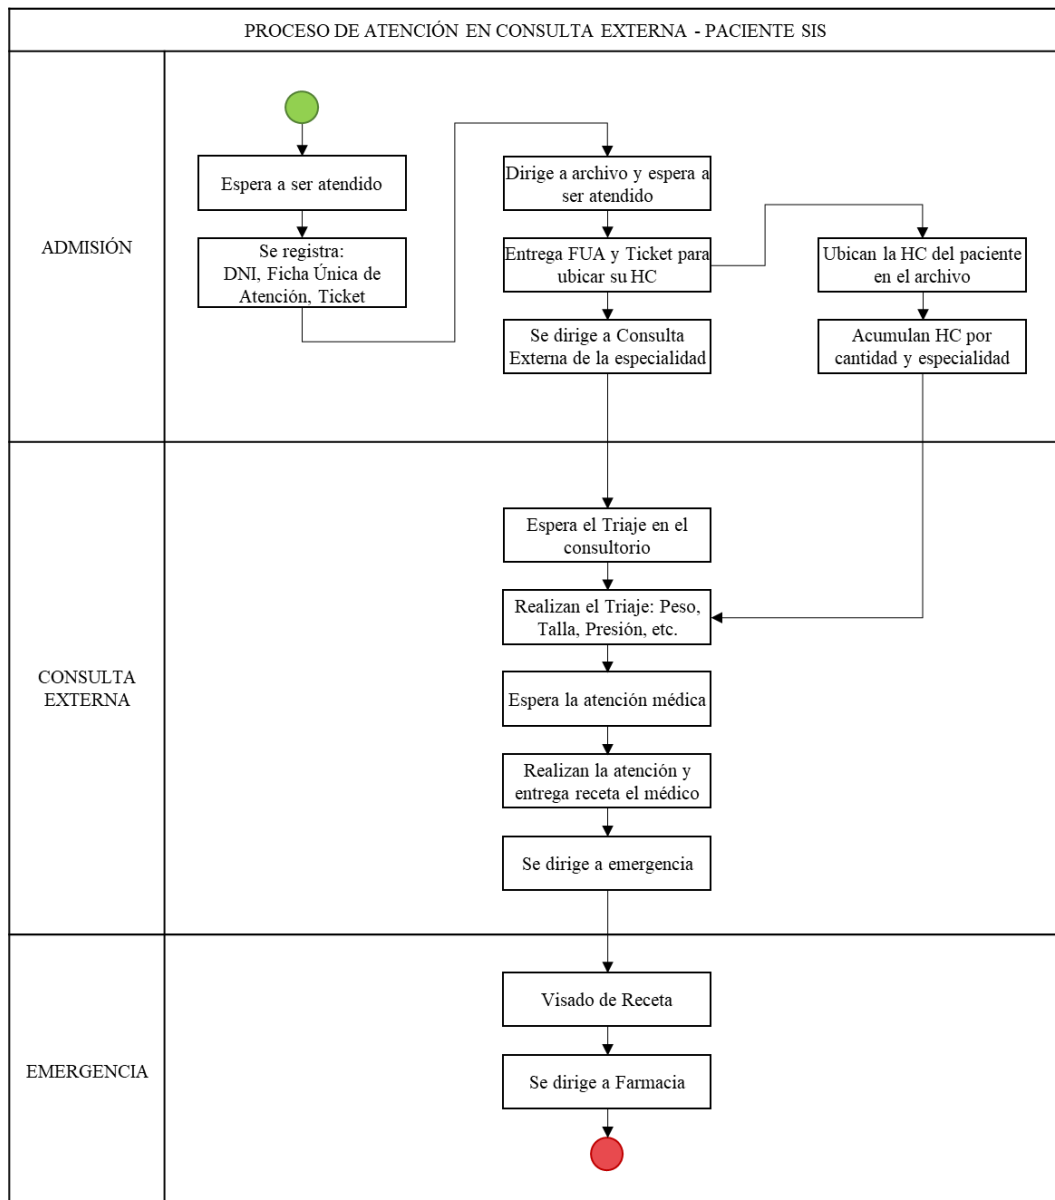 PROCESO DE ATENCIÓN EN CONSULTA EXTERNA - PACIENTE SIS
ADMISIÓN
Espera a ser atendido
Se registra:
DNI, Ficha Única de
Atención, Ticket
Dirige a archivo y espera a
ser atendido
Entrega FUA y Ticket para
ubicar su HC
Se dirige a Consulta
Externa de la especialidad
Ubican la HC del paciente
en el archivo
Acumulan HC por
cantidad y especialidad
CONSULTA
EXTERNA
Espera el Triaje en el
consultorio
Realizan el Triaje: Peso,
Talla, Presión, etc.
Espera la atención médica
Realizan la atención y
entrega receta el médico
Se dirige a emergencia
EMERGENCIA
Visado de Receta
Se dirige a Farmacia